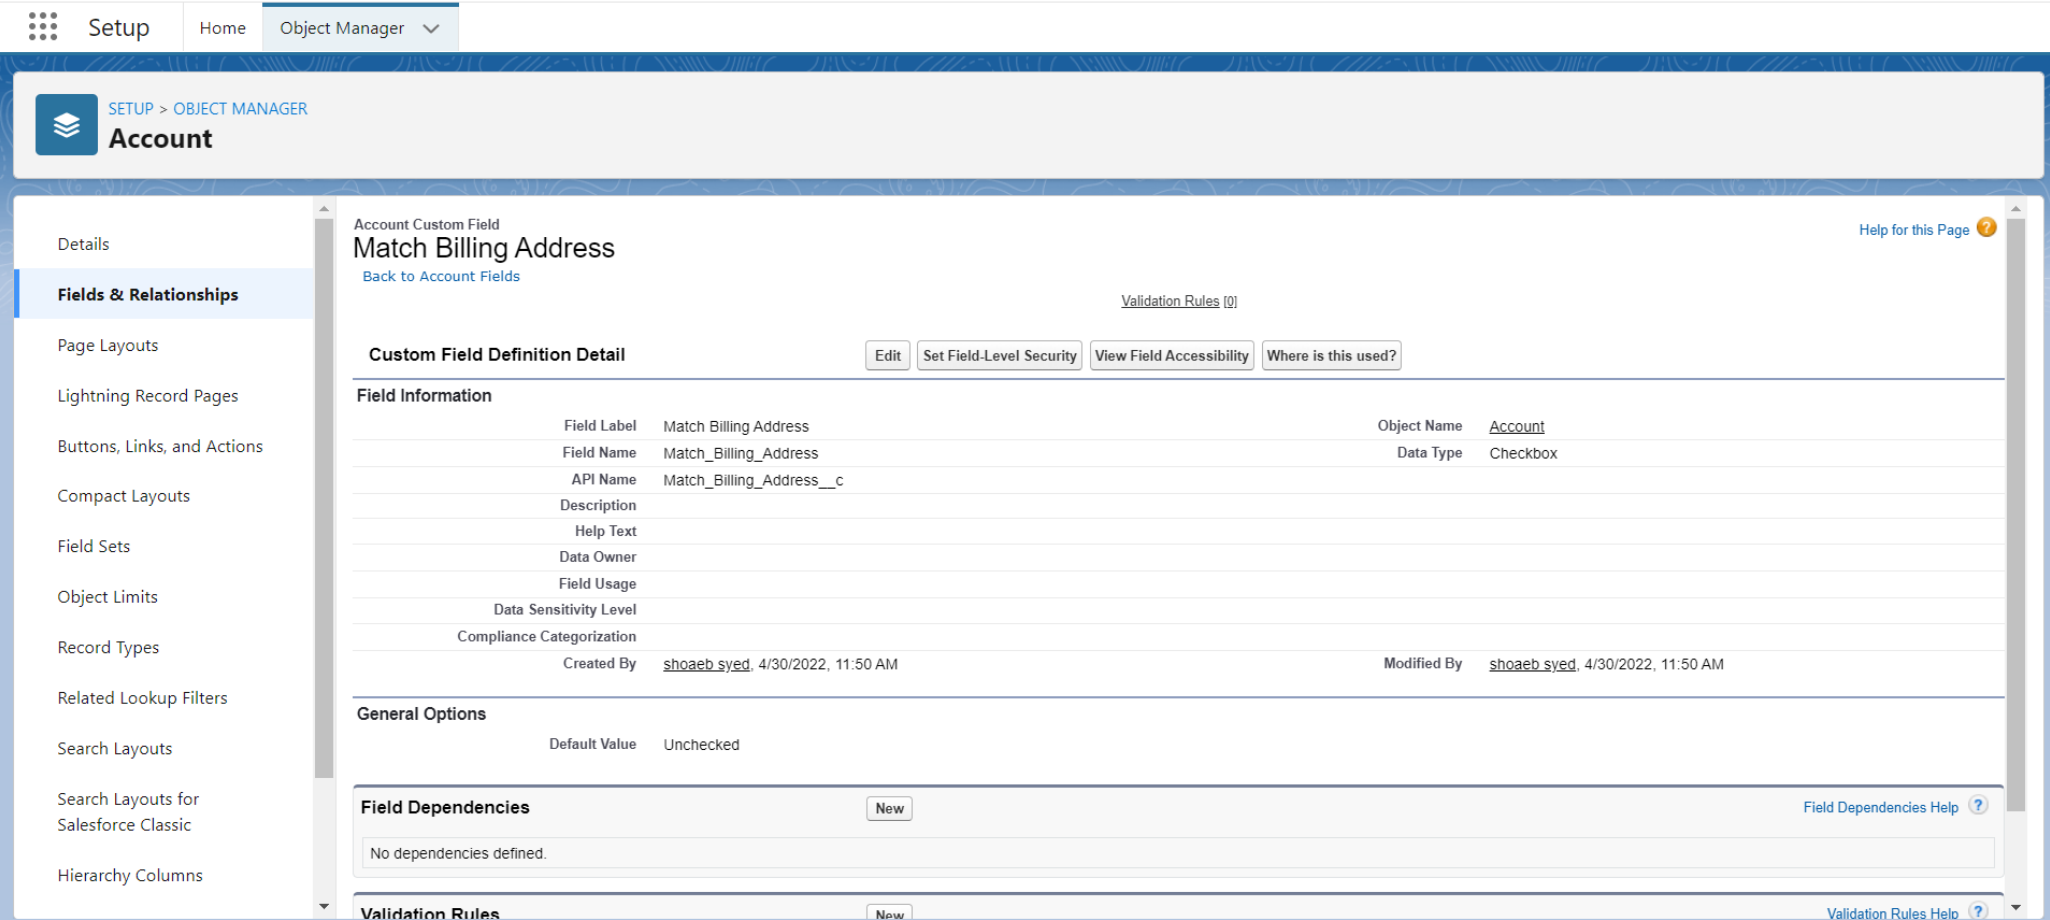 Setup
Home
Object Manager
SETUP > OBJECT MANAGER
Account
Details
Fields & Relationships
Page Layouts
Lightning Record Pages
Buttons, Links, and Actions
Compact Layouts
Field Sets
Object Limits
Record Types
Related Lookup Filters
Search Layouts
Search Layouts for
Salesforce Classic
Hierarchy Columns
Account Custom Field
Match Billing Address
Back to Account Fields
Help for this Page ?
Validation Rules [0]
Custom Field Definition Detail
Edit
Set Field-Level Security
View Field Accessibility
Where is this used?
Field Information
Field Label Match Billing Address Object Name Account
Field Name Match_Billing_Address Data Type Checkbox
API Name Match_Billing_Address__c
Description
Help Text
Data Owner
Field Usage
Data Sensitivity Level
Compliance Categorization
Created By shoaeb syed, 4/30/2022, 11:50 AM Modified By shoaeb syed, 4/30/2022, 11:50 AM
General Options
Default Value Unchecked
Field Dependencies New Field Dependencies Help ?
No dependencies defined.
Validation Rules New Validation Rules Help ?